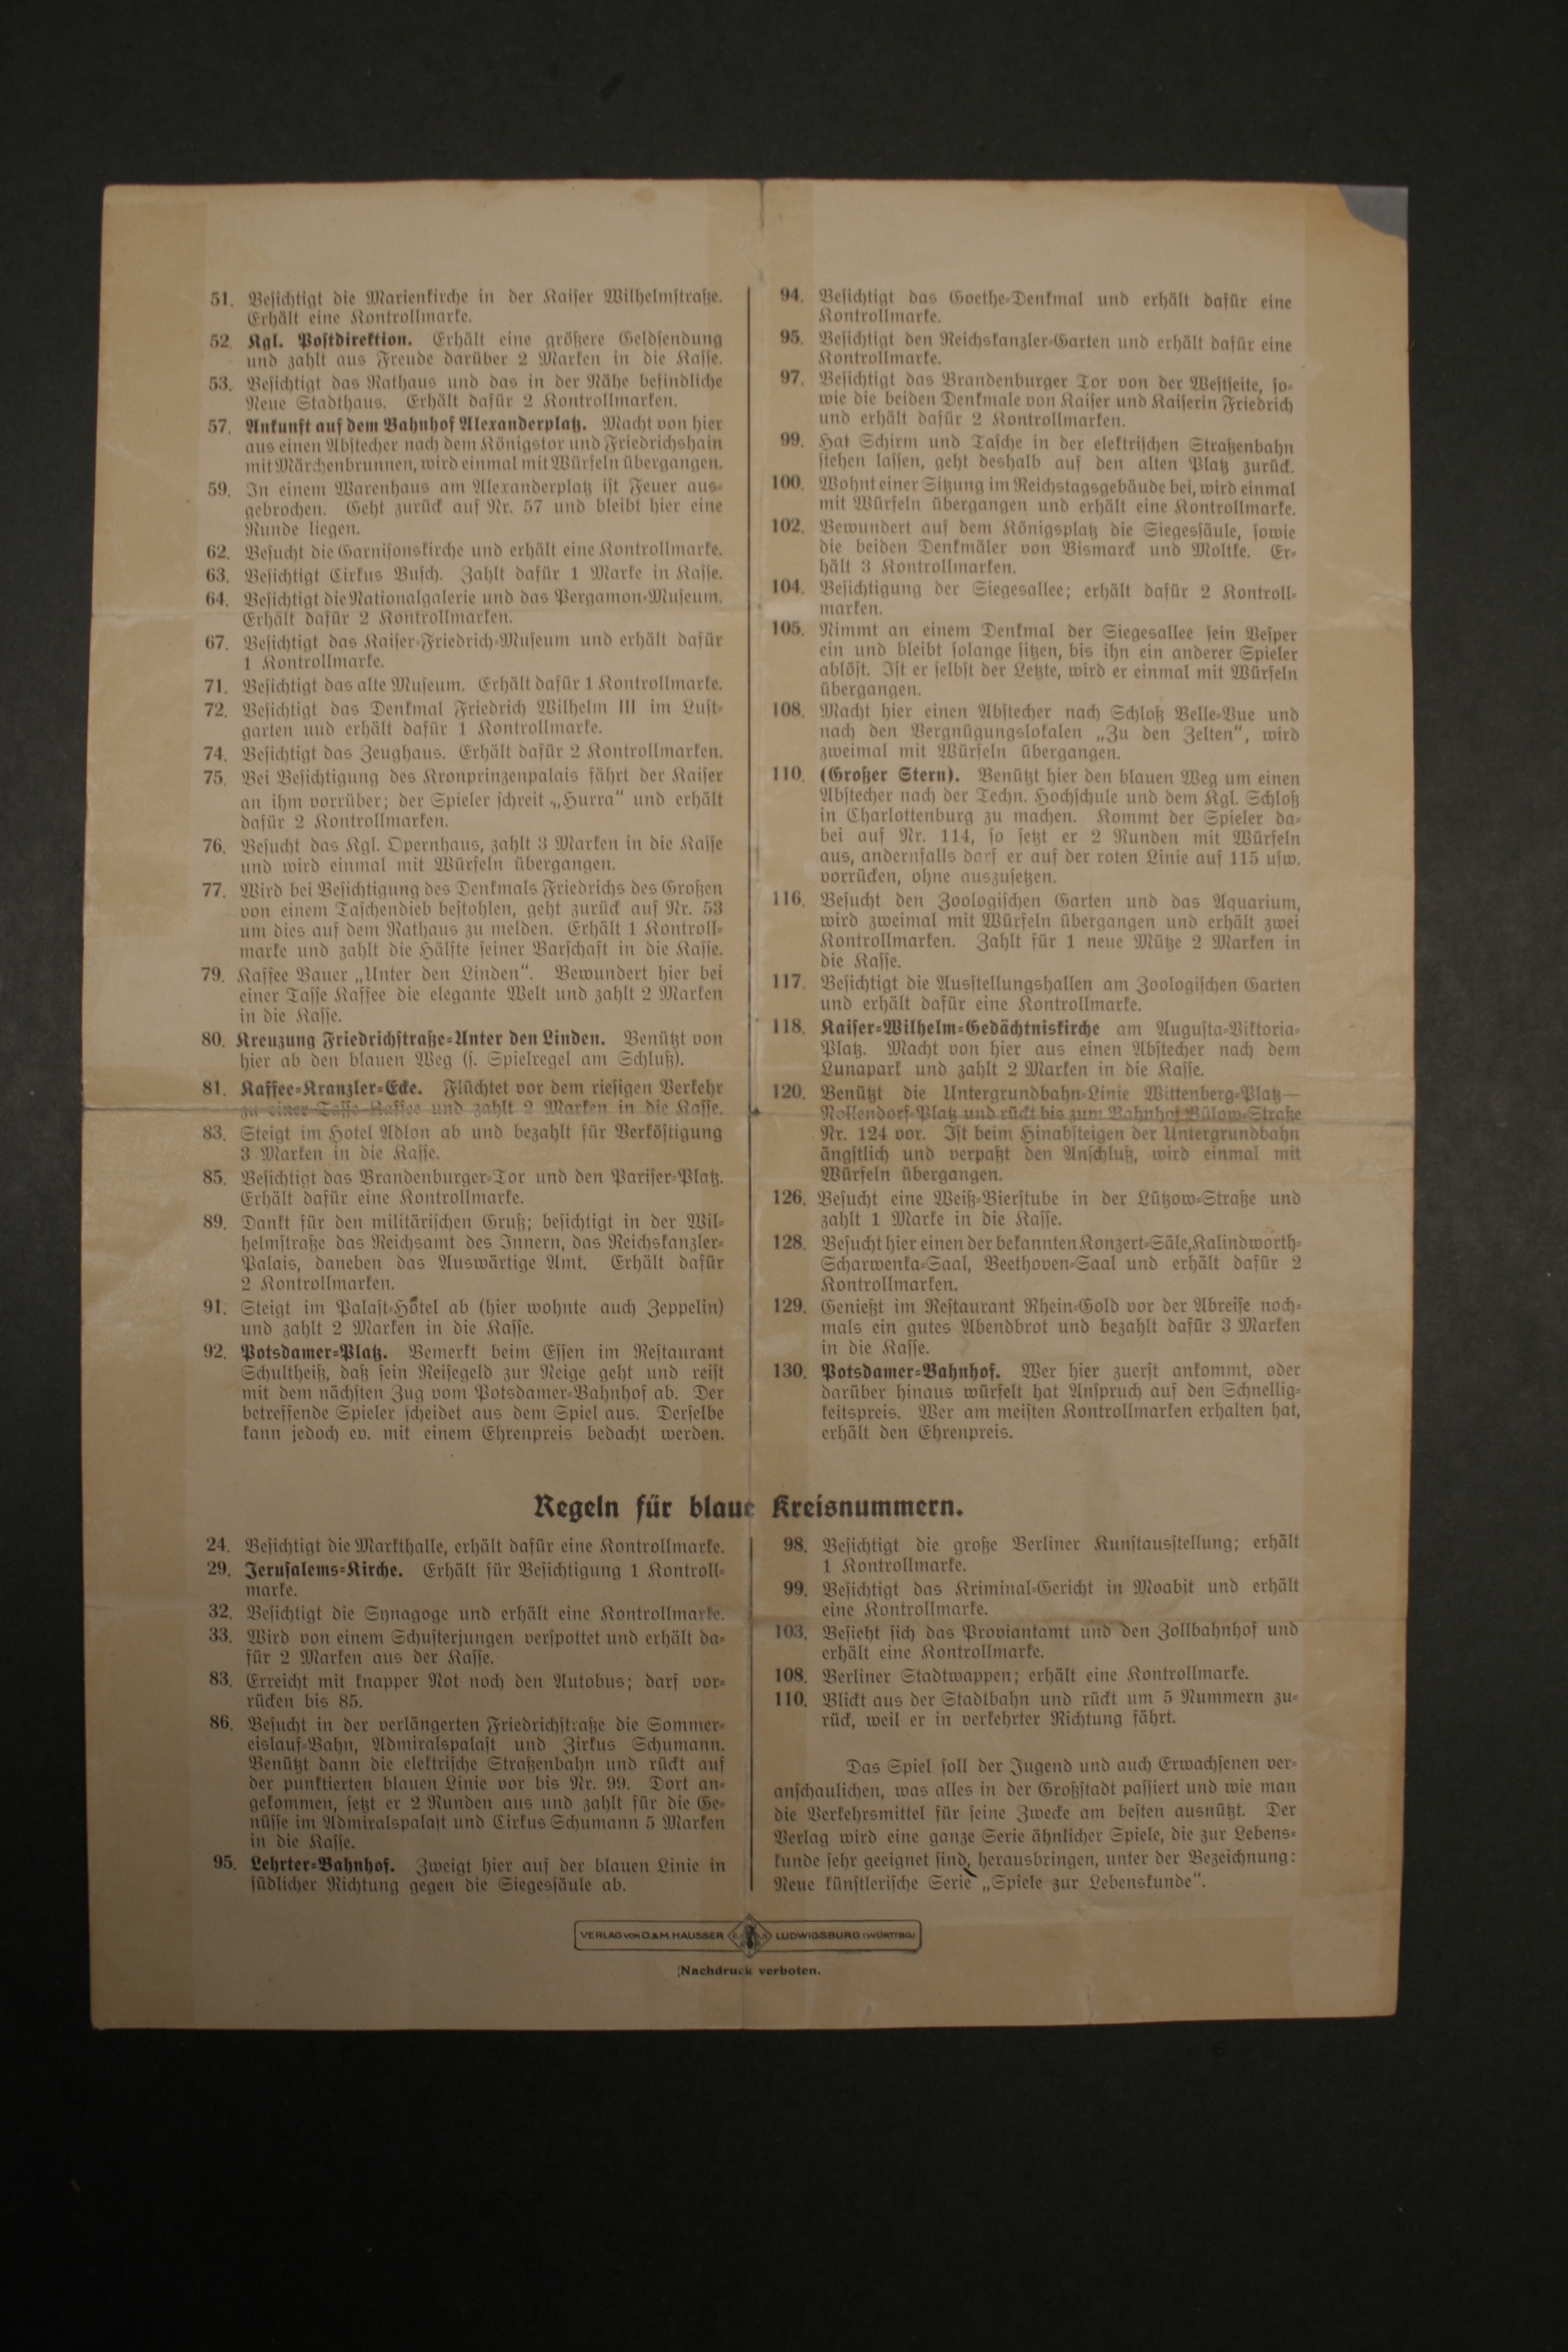 51. Besichtigt die Marienkirche in der Kaiser Wilhelmstraße.
Erhält eine Kontrollmarke.
52. Kgl. Postdirektion. Erhält eine größere Geldsendung
und zahlt aus Freude darüber 2 Marken in die Kasse.
53. Besichtigt das Rathaus und das in der Nähe befindliche
Neue Stadthaus. Erhält dafür 2 Kontrollmarken.
57. Ankunft auf dem Bahnhof Alexanderplatz. Macht von hier
aus einen Abstecher nach dem Königstor und Friedrichshain
mit Märchenbrunnen, wird einmal mit Würfeln übergangen.
59. In einem Warenhaus am Alexanderplatz ist Feuer aus-
gebrochen. Geht zurück auf Nr. 57 und bleibt hier eine
Runde liegen.
62. Besucht die Garnisonskirche und erhält eine Kontrollmarke.
63. Besichtigt Cirkus Busch. Zahlt dafür 1 Marke in Kasse.
64. Besichtigt die Nationalgalerie und das Pergamon-Museum.
Erhält dafür 2 Kontrollmarken.
67. Besichtigt das Kaiser-Friedrich-Museum und erhält dafür
1 Kontrollmarke.
71. Besichtigt das alte Museum. Erhält dafür 1 Kontrollmarke.
72. Besichtigt das Denkmal Friedrich Wilhelm III im Lust-
garten uud erhält dafür 1 Kontrollmarke.
74. Besichtigt das Zeughaus. Erhält dafür 2 Kontrollmarken.
75. Bei Besichtigung des Kronprinzenpalais fährt der Kaiser
an ihm vorrüber; der Spieler schreit „Hurra“ und erhält
dafür 2 Kontrollmarken.
76. Besucht das Kgl. Opernhaus, zahlt 3 Marken in die Kasse
und wird einmal mit Würfeln übergangen.
77. Wird bei Besichtigung des Denkmals Friedrichs des Großen
von einem Taschendieb bestohlen, geht zurück auf Nr. 53
um dies auf dem Rathaus zu melden. Erhält 1 Kontroll-
marke und zahlt die Hälfte seiner Barschaft in die Kasse.
79. Kaffee Bauer „Unter den Linden“. Bewundert hier bei
einer Tasse Kaffee die elegante Welt und zahlt 2 Marken
in die Kasse.
80. Kreuzung Friedrichstraße-Unter den Linden. Benützt von
hier ab den blauen Weg (s. Spielregel am Schluß).
81. Kaffee-Kranzler-Ecke. Flüchtet vor dem riesigen Verkehr
zu einer Tasse Kaffee und zahlt 2 Marken in die Kasse.
83. Steigt im Hotel Adlon ab und bezahlt für Verköstigung
3 Marken in die Kasse.
85. Besichtigt das Brandenburger-Tor und den Pariser-Platz.
Erhält dafür eine Kontrollmarke.
89. Dankt für den militärischen Gruß; besichtigt in der Wil-
helmstraße das Reichsamt des Innern, das Reichskanzler-
Palais, daneben das Auswärtige Amt. Erhält dafür
2 Kontrollmarken.
91. Steigt im Palast-Hotel ab (hier wohnte auch Zeppelin)
und zahlt 2 Marken in die Kasse.
92. Potsdamer-Platz. Bemerkt beim Essen im Restaurant
Schultheiß, daß sein Reisegeld zur Neige geht und reist
mit dem nächsten Zug vom Potsdamer-Bahnhof ab. Der
betreffende Spieler scheidet aus dem Spiel aus. Derselbe
kann jedoch ev. mit einem Ehrenpreis bedacht werden.
94. Besichtigt das Goethe-Denkmal und erhält dafür eine
Kontrollmarke.
95. Besichtigt den Reichskanzler-Garten und erhält dafür eine
Kontrollmarke.
97. Besichtigt das Brandenburger Tor von der Westseite, so-
wie die beiden Denkmale von Kaiser und Kaiserin Friedrich
und erhält dafür 2 Kontrollmarken.
99. Hat Schirm und Tasche in der elektrischen Straßenbahn
stehen lassen, geht deshalb auf den alten Platz zurück.
100. Wohnt einer Sitzung im Reichstagsgebäude bei, wird einmal
mit Würfeln übergangen und erhält eine Kontrollmarke.
102. Bewundert auf dem Königsplatz die Siegessäule, sowie
die beiden Denkmäler von Bismarck und Moltke. Er-
hält 3 Kontrollmarken.
104. Besichtigung der Siegesallee; erhält dafür 2 Kontroll-
marken.
105. Nimmt an einem Denkmal der Siegesallee sein Vesper
ein und bleibt solange sitzen, bis ihn ein anderer Spieler
ablöst. Ist er selbst der Letzte, wird er einmal mit Würfeln
übergangen.
108. Macht hier einen Abstecher nach Schloß Belle-Vue und
nach den Vergnügungslokalen „Zu den Zelten“, wird
zweimal mit Würfeln übergangen.
110. (Großer Stern). Benützt hier den blauen Weg um einen
Abstecher nach der Techn. Hochschule und dem Kgl. Schloß
in Charlottenburg zu machen. Kommt der Spieler da-
bei auf Nr. 114, so setzt er 2 Runden mit Würfeln
aus, andernfalls darf er auf der roten Linie auf 115 usw.
vorrücken, ohne auszusetzen.
116. Besucht den Zoologischen Garten und das Aquarium,
wird zweimal mit Würfeln übergangen und erhält zwei
Kontrollmarken. Zahlt für 1 neue Mütze 2 Marken in
die Kasse.
117. Besichtigt die Ausstellungshallen am Zoologischen Garten
und erhält dafür eine Kontrollmarke.
118. Kaiser-Wilhelm-Gedächtniskirche am Augusta-Viktoria-
Platz. Macht von hier aus einen Abstecher nach dem
Lunapark und zahlt 2 Marken in die Kasse.
120. Benützt die Untergrundbahn-Linie Wittenberg-Platz—
Nollendorf-Platz und rückt bis zum Bahnhof Bülow-Straße
Nr. 124 vor. Ist beim Hinabsteigen der Untergrundbahn
ängstlich und verpaßt den Anschluß, wird einmal mit
Würfeln übergangen.
126. Besucht eine Weiß-Bierstube in der Lützow-Straße und
zahlt 1 Marke in die Kasse.
128. Besucht hier einen der bekannten Konzert-Säle, Kalindworth-
Scharwenka-Saal, Beethoven-Saal und erhält dafür 2
Kontrollmarken.
129. Genießt im Restaurant Rhein-Gold vor der Abreise noch-
mals ein gutes Abendbrot und bezahlt dafür 3 Marken
in die Kasse.
130. Potsdamer-Bahnhof. Wer hier zuerst ankommt, oder
darüber hinaus würfelt hat Anspruch auf den Schnellig-
keitspreis. Wer am meisten Kontrollmarken erhalten hat,
erhält den Ehrenpreis.
Regeln für blaue Kreisnummern.
24. Besichtigt die Markthalle, erhält dafür eine Kontrollmarke.
29. Jerusalems-Kirche. Erhält für Besichtigung 1 Kontroll-
marke.
32. Besichtigt die Synagoge und erhält eine Kontrollmarke.
33. Wird von einem Schusterjungen verspottet und erhält da-
für 2 Marken aus der Kasse.
83. Erreicht mit knapper Not noch den Autobus; darf vor-
rücken bis 85.
86. Besucht in der verlängerten Friedrichstraße die Sommer-
eislauf-Bahn, Admiralspalast und Zirkus Schumann.
Benützt dann die elektrische Straßenbahn und rückt auf
der punktierten blauen Linie vor bis Nr. 99. Dort an-
gekommen, setzt er 2 Runden aus und zahlt für die Ge-
nüsse im Admiralspalast und Cirkus Schumann 5 Marken
in die Kasse.
95. Lehrter-Bahnhof. Zweigt hier auf der blauen Linie in
südlicher Richtung gegen die Siegessäule ab.
98. Besichtigt die große Berliner Kunstausstellung; erhält
1 Kontrollmarke.
99. Besichtigt das Kriminal-Gericht in Moabit und erhält
eine Kontrollmarke.
103. Besieht sich das Proviantamt und den Zollbahnhof und
erhält eine Kontrollmarke.
108. Berliner Stadtwappen; erhält eine Kontrollmarke.
110. Blickt aus der Stadtbahn und rückt um 5 Nummern zu-
rück, weil er in verkehrter Richtung fährt.
Das Spiel soll der Jugend und auch Erwachsenen ver-
anschaulichen, was alles in der Großstadt passiert und wie man
die Verkehrsmittel für seine Zwecke am besten ausnützt. Der
Verlag wird eine ganze Serie ähnlicher Spiele, die zur Lebens-
kunde sehr geeignet sind, herausbringen, unter der Bezeichnung:
Neue künstlerische Serie „Spiele zur Lebenskunde“.
VERLAG VON O. & M. HAUSSER LUDWIGSBURG (WÜRTTBG.)
Nachdruck verboten.